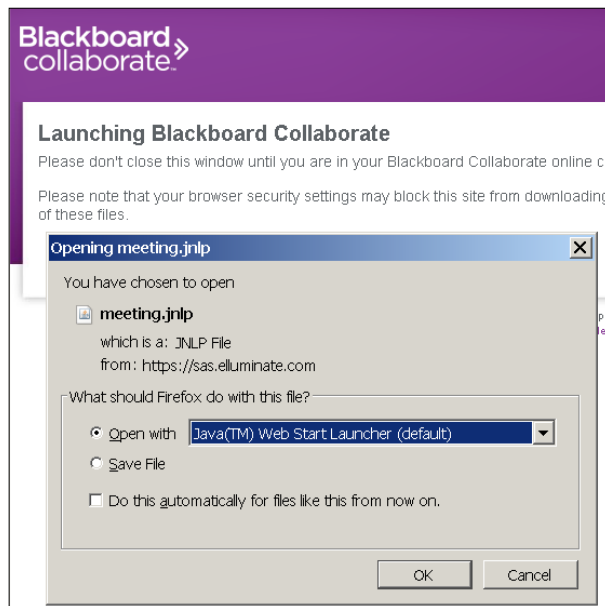 Blackboard
collaborate™
Launching Blackboard Collaborate
Please don't close this window until you are in your Blackboard Collaborate online c
Please note that your browser security settings may block this site from downloading
of these files.
Opening meeting.jnlp
You have chosen to open
meeting.jnlp
which is a: JNLP File
from: https://sas.elluminate.com
What should Firefox do with this file?
Open with Java(TM) Web Start Launcher (default)
Save File
Do this automatically for files like this from now on.
OK Cancel